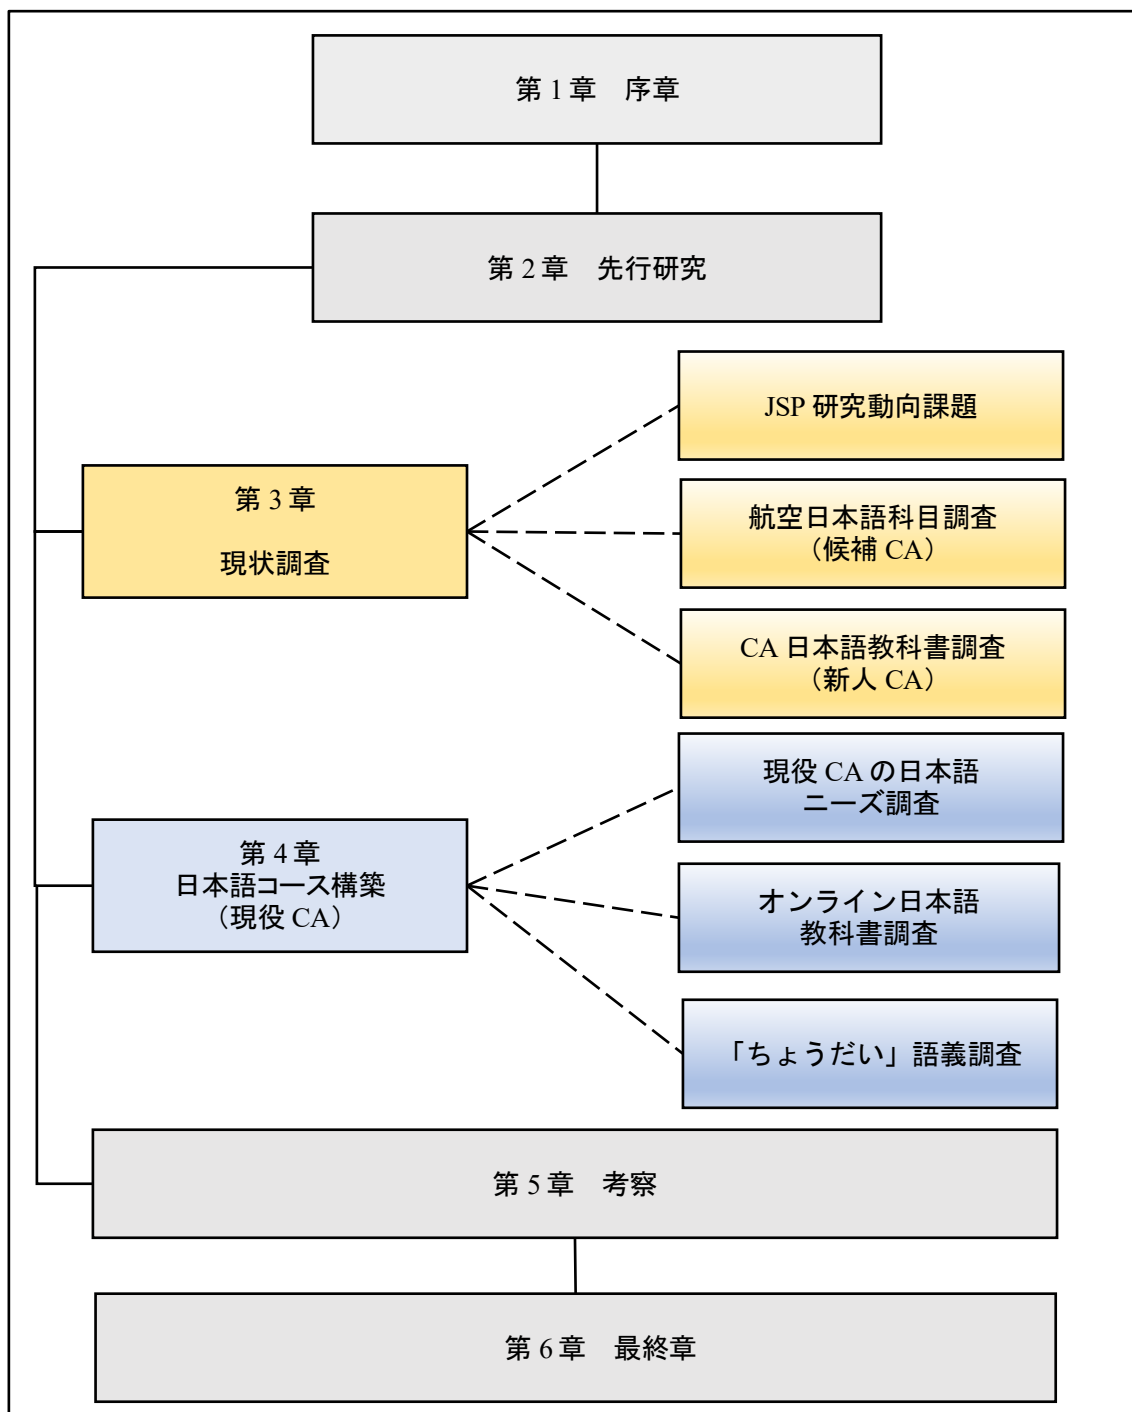 第 1 章　序章
第 2 章　先行研究
第 3 章
現状調査
JSP 研究動向課題
航空日本語科目調査
（候補 CA）
CA 日本語教科書調査
（新人 CA）
第 4 章
日本語コース構築
（現役 CA）
現役 CA の日本語
ニーズ調査
オンライン日本語
教科書調査
「ちょうだい」語義調査
第 5 章　考察
第 6 章　最終章